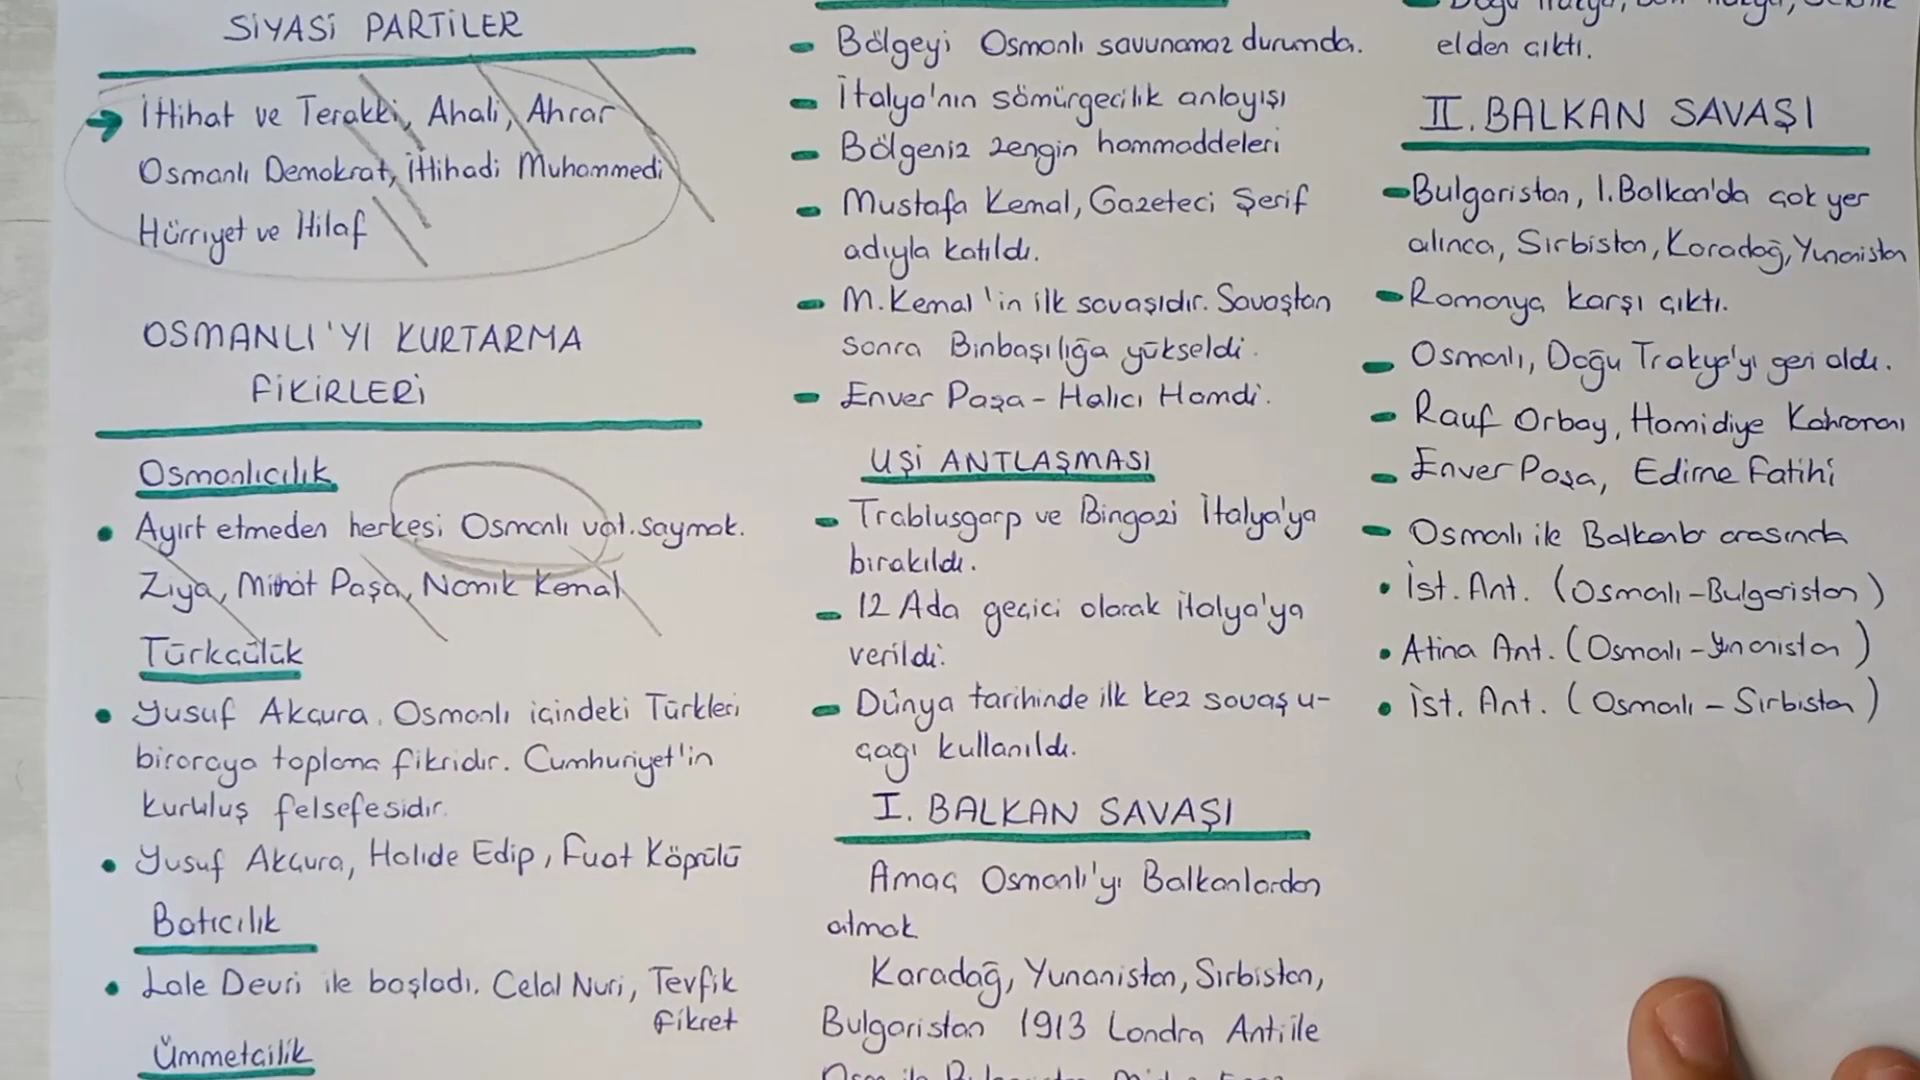 SİYASİ PARTİLER
İttihat ve Terakki, Ahali, Ahrar
Osmanlı Demokrat, İttihadi Muhammedi
Hürriyet ve Hilaf
OSMANLI'YI KURTARMA
FİKİRLERİ
Osmanlıcılık
Ayırt etmeden herkesi Osmanlı vat. saymak.
Ziya, Mithat Paşa, Namık Kemal
Türkçülük
Yusuf Akçura. Osmanlı içindeki Türkleri
biraraya toplama fikridir. Cumhuriyet'in
kuruluş felsefesidir.
Yusuf Akçura, Halide Edip, Fuat Köprülü
Batıcılık
Lale Devri ile başladı. Celal Nuri, Tevfik
Fikret
Ümmetçilik
Bölgeyi Osmanlı savunamaz durumda.
İtalya'nın sömürgecilik anlayışı
Bölgeniz zengin hammaddeleri
Mustafa Kemal, Gazeteci Şerif
adıyla katıldı.
M. Kemal'in ilk savaşıdır. Savaştan
sonra Binbaşılığa yükseldi.
Enver Paşa - Halıcı Hamdi.
UŞİ ANTLAŞMASI
Trablusgarp ve Bingazi İtalya'ya
bırakıldı.
12 Ada geçici olarak italya'ya
verildi.
Dünya tarihinde ilk kez savaş u-
çağı kullanıldı.
I. BALKAN SAVAŞI
Amaç Osmanlı'yı Balkanlardan
atmak
Karadağ, Yunanistan, Sırbistan,
Bulgaristan 1913 Londra Ant ile
elden çıktı.
II. BALKAN SAVAŞI
Bulgaristan, I. Balkan'da çok yer
alınca, Sırbistan, Karadağ, Yunanistan
Romanya karşı çıktı.
Osmanlı, Doğu Trakya'yı geri aldı.
Rauf Orbay, Hamidiye Kahramanı
Enver Paşa, Edirne Fatihi
Osmanlı ile Balkanlar arasında
İst. Ant. (Osmanlı - Bulgaristan)
Atina Ant. (Osmanlı - Yunanistan)
İst. Ant. (Osmanlı - Sırbistan)